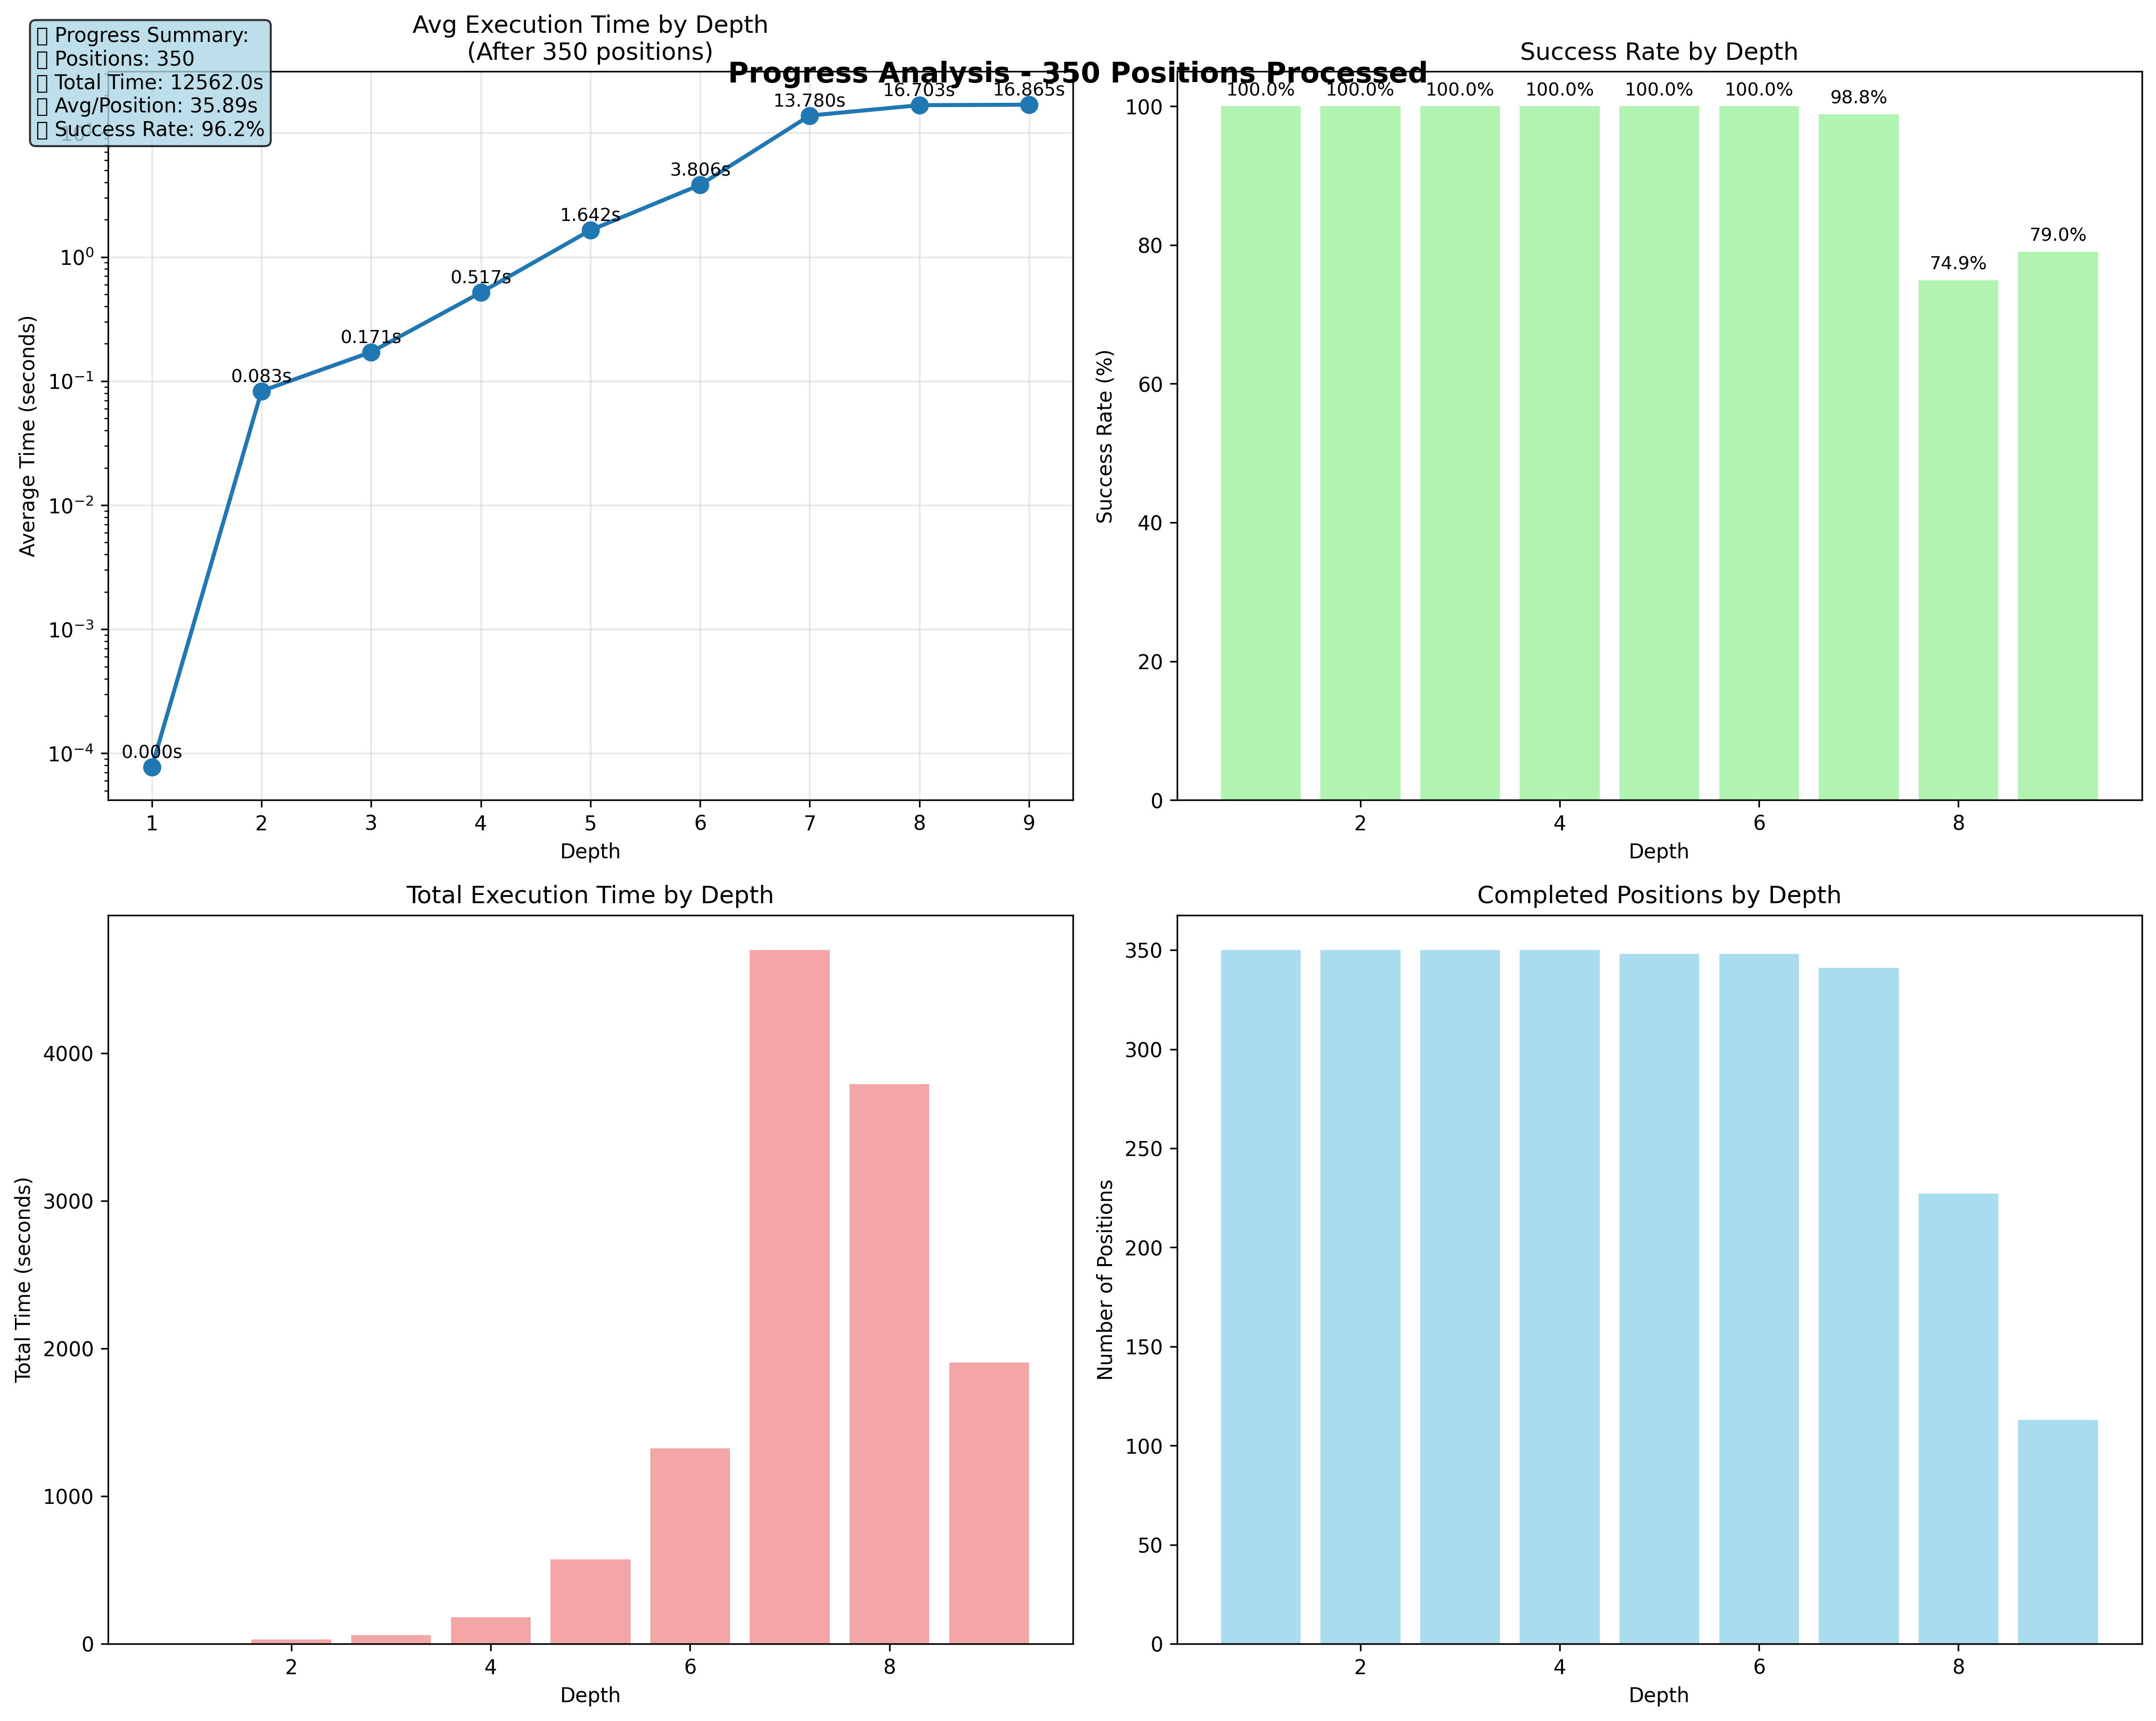 Progress Analysis - 350 Positions Processed
Progress Summary:
Positions: 350
Total Time: 12562.0s
Avg/Position: 35.89s
Success Rate: 96.2%
Avg Execution Time by Depth
(After 350 positions)
Average Time (seconds)
10¹
10⁰
10⁻¹
10⁻²
10⁻³
10⁻⁴
0.000s
0.083s
0.171s
0.517s
1.642s
3.806s
13.780s
16.703s
16.865s
1 2 3 4 5 6 7 8 9
Depth
Success Rate by Depth
Success Rate (%)
100
80
60
40
20
0
100.0% 100.0% 100.0% 100.0% 100.0% 100.0% 98.8% 74.9% 79.0%
2 4 6 8
Depth
Total Execution Time by Depth
Total Time (seconds)
4000
3000
2000
1000
0
2 4 6 8
Depth
Completed Positions by Depth
Number of Positions
350
300
250
200
150
100
50
0
2 4 6 8
Depth